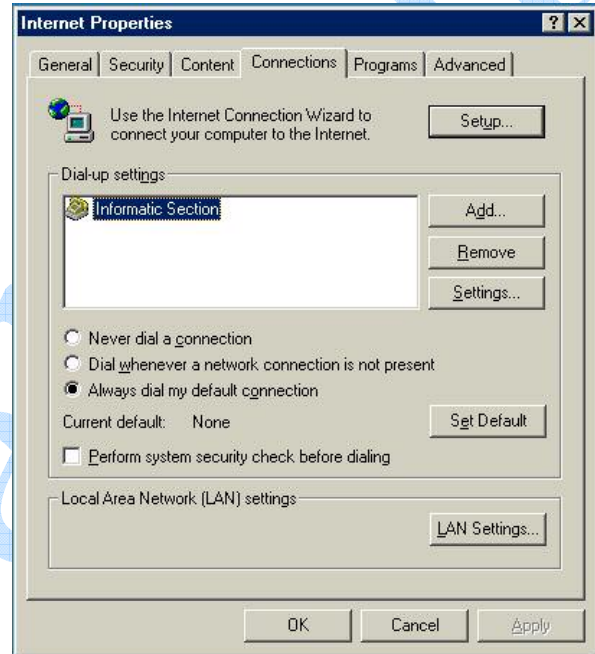 Internet Properties
General Security Content Connections Programs Advanced
Use the Internet Connection Wizard to
connect your computer to the Internet.
Setup...
Dial-up settings
Informatic Section
Add...
Remove
Settings...
Never dial a connection
Dial whenever a network connection is not present
Always dial my default connection
Current default: None
Set Default
Perform system security check before dialing
Local Area Network (LAN) settings
LAN Settings...
OK Cancel Apply